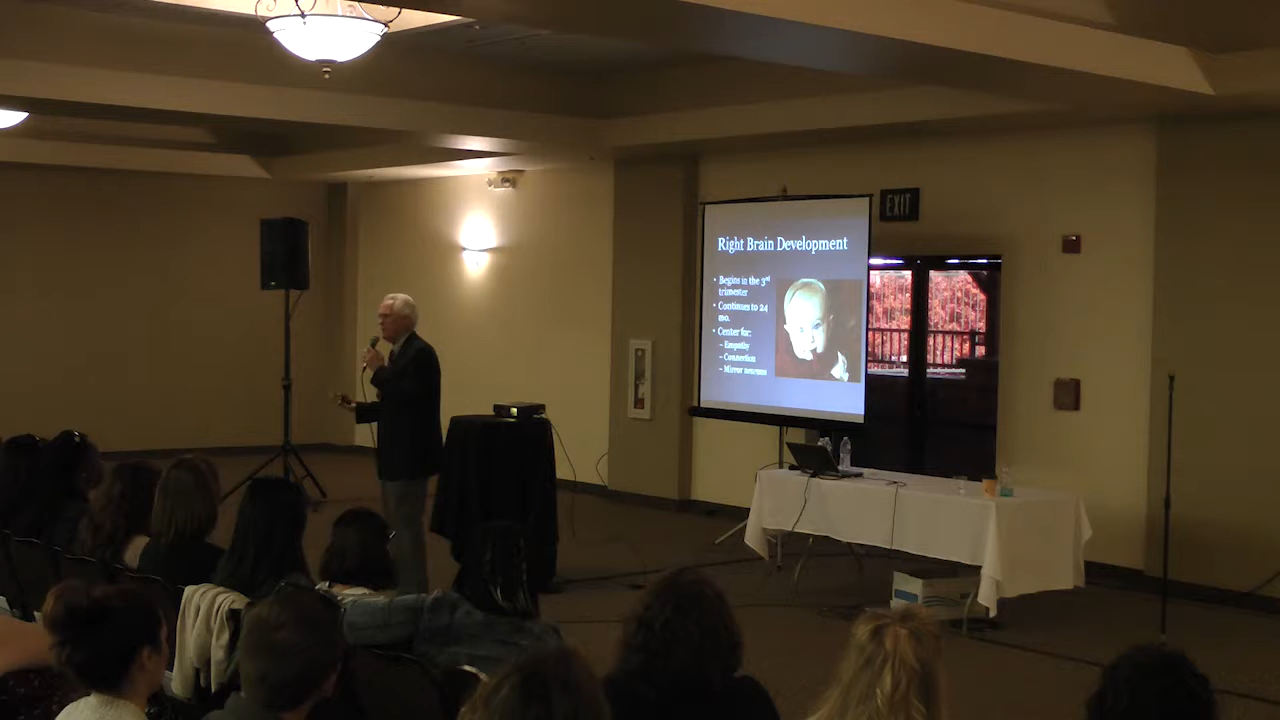 EXIT
Right Brain Development
• Begins in the 3rd
trimester
• Continues to 24
mo.
• Center for:
– Empathy
– Connection
– Mirror neurons